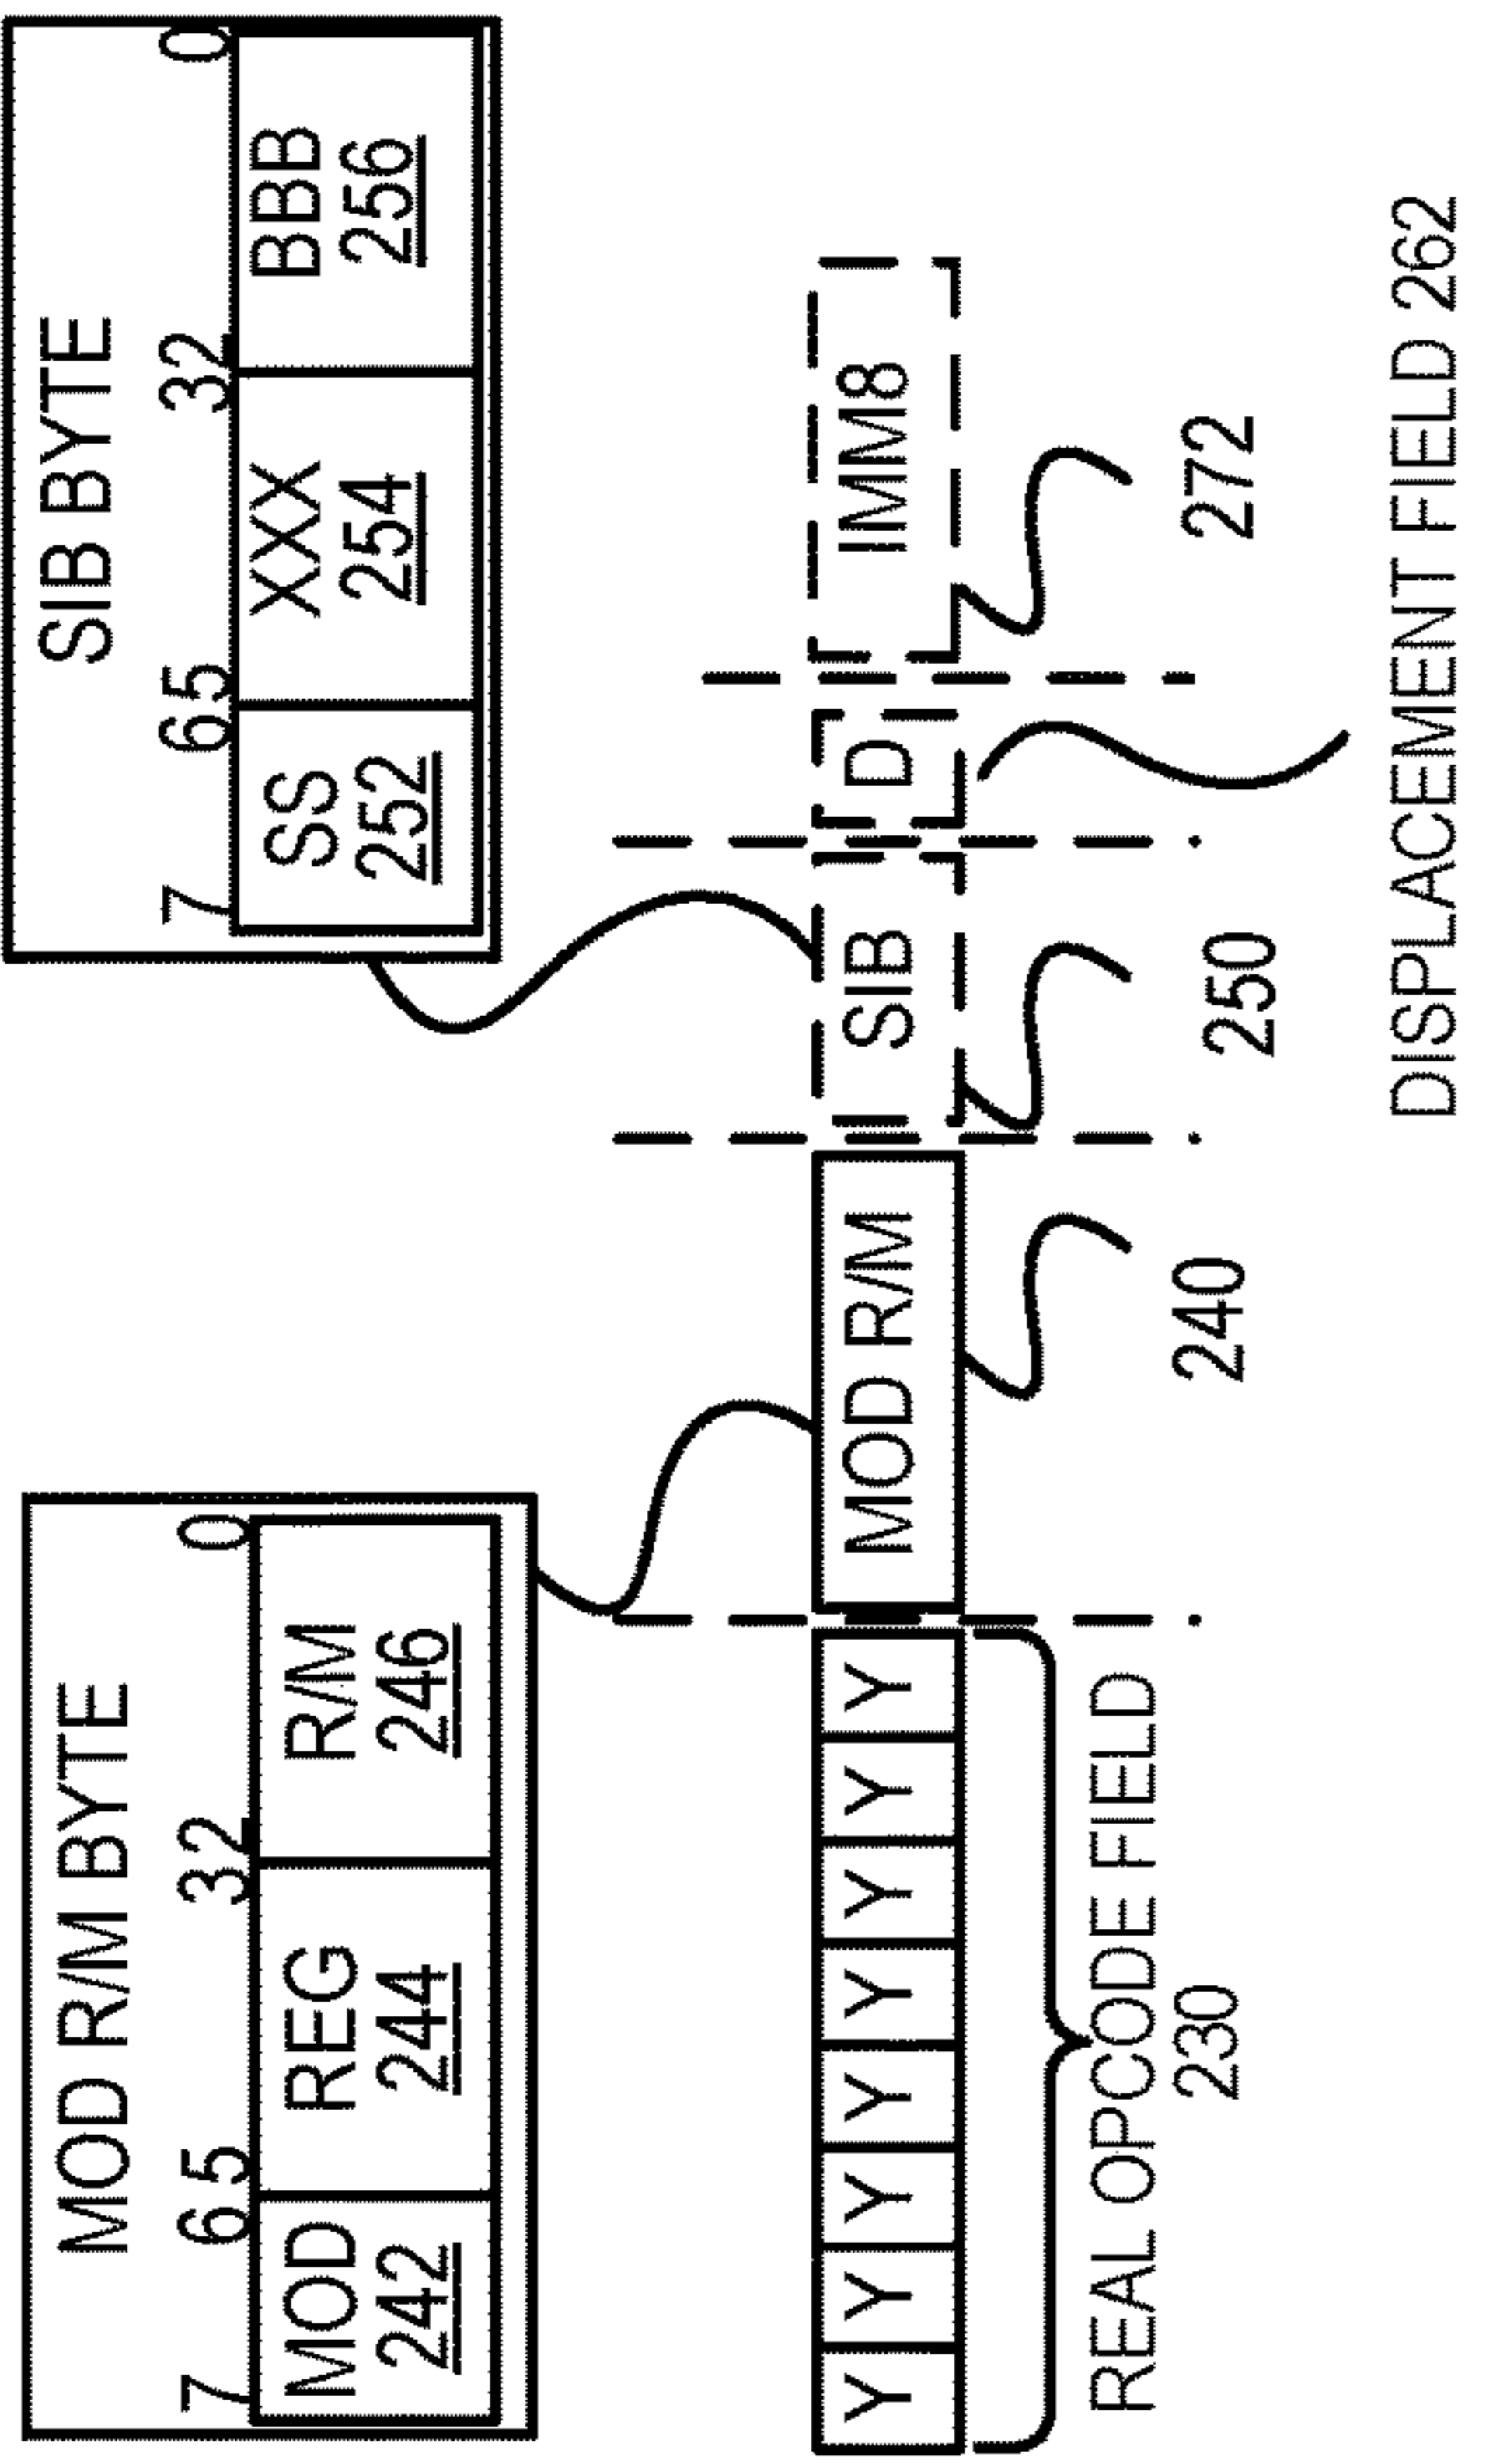 MOD R/M BYTE
7 6 5 3 2 0
MOD REG R/M
242 244 246
SIB BYTE
7 6 5 3 2 0
SS XXX BBB
252 254 256
Y Y Y Y Y Y Y Y MOD R/M SIB D IMM8
REAL OPCODE FIELD
230
240
250
272
DISPLACEMENT FIELD 262